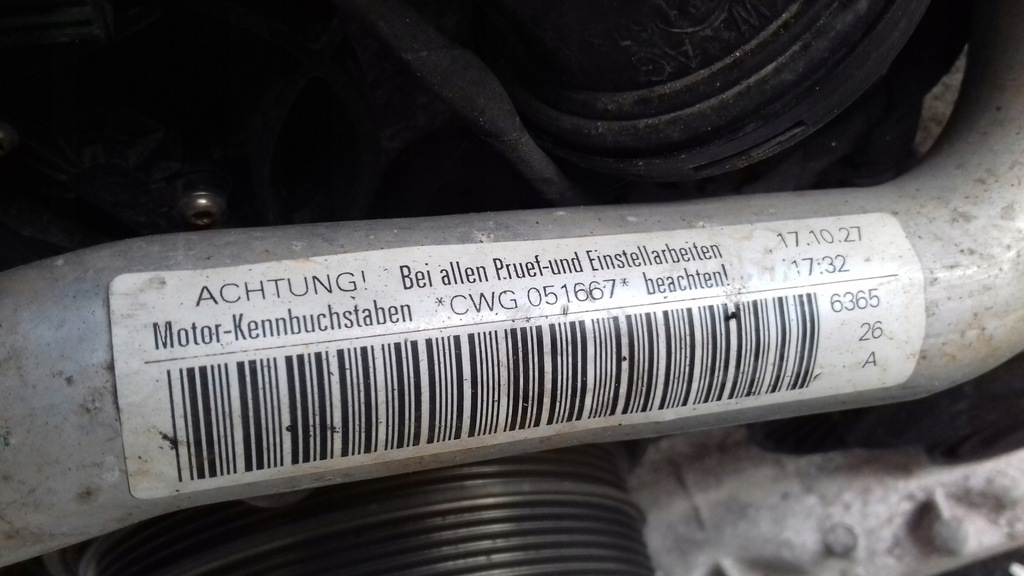 ACHTUNG! Bei allen Pruef-und Einstellarbeiten 17.10.27
Motor-Kennbuchstaben *CWG 051667* beachten! 17:32
6365
26
A